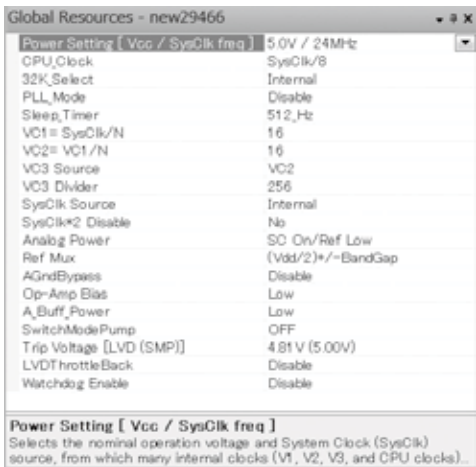 Global Resources - new29466
Power Setting [ Vcc / SysClk freq ] 5.0V / 24MHz
CPU_Clock SysClk/8
32K_Select Internal
PLL_Mode Disable
Sleep_Timer 512_Hz
VC1= SysClk/N 16
VC2= VC1/N 16
VC3 Source VC2
VC3 Divider 256
SysClk Source Internal
SysClk*2 Disable No
Analog Power SC On/Ref Low
Ref Mux (Vdd/2)+/-BandGap
AGndBypass Disable
Op-Amp Bias Low
A_Buff_Power Low
SwitchModePump OFF
Trip Voltage [LVD (SMP)] 4.81V (5.00V)
LVDThrottleBack Disable
Watchdog Enable Disable
Power Setting [ Vcc / SysClk freq ]
Selects the nominal operation voltage and System Clock (SysClk)
source, from which many internal clocks (V1, V2, V3, and CPU clocks)...